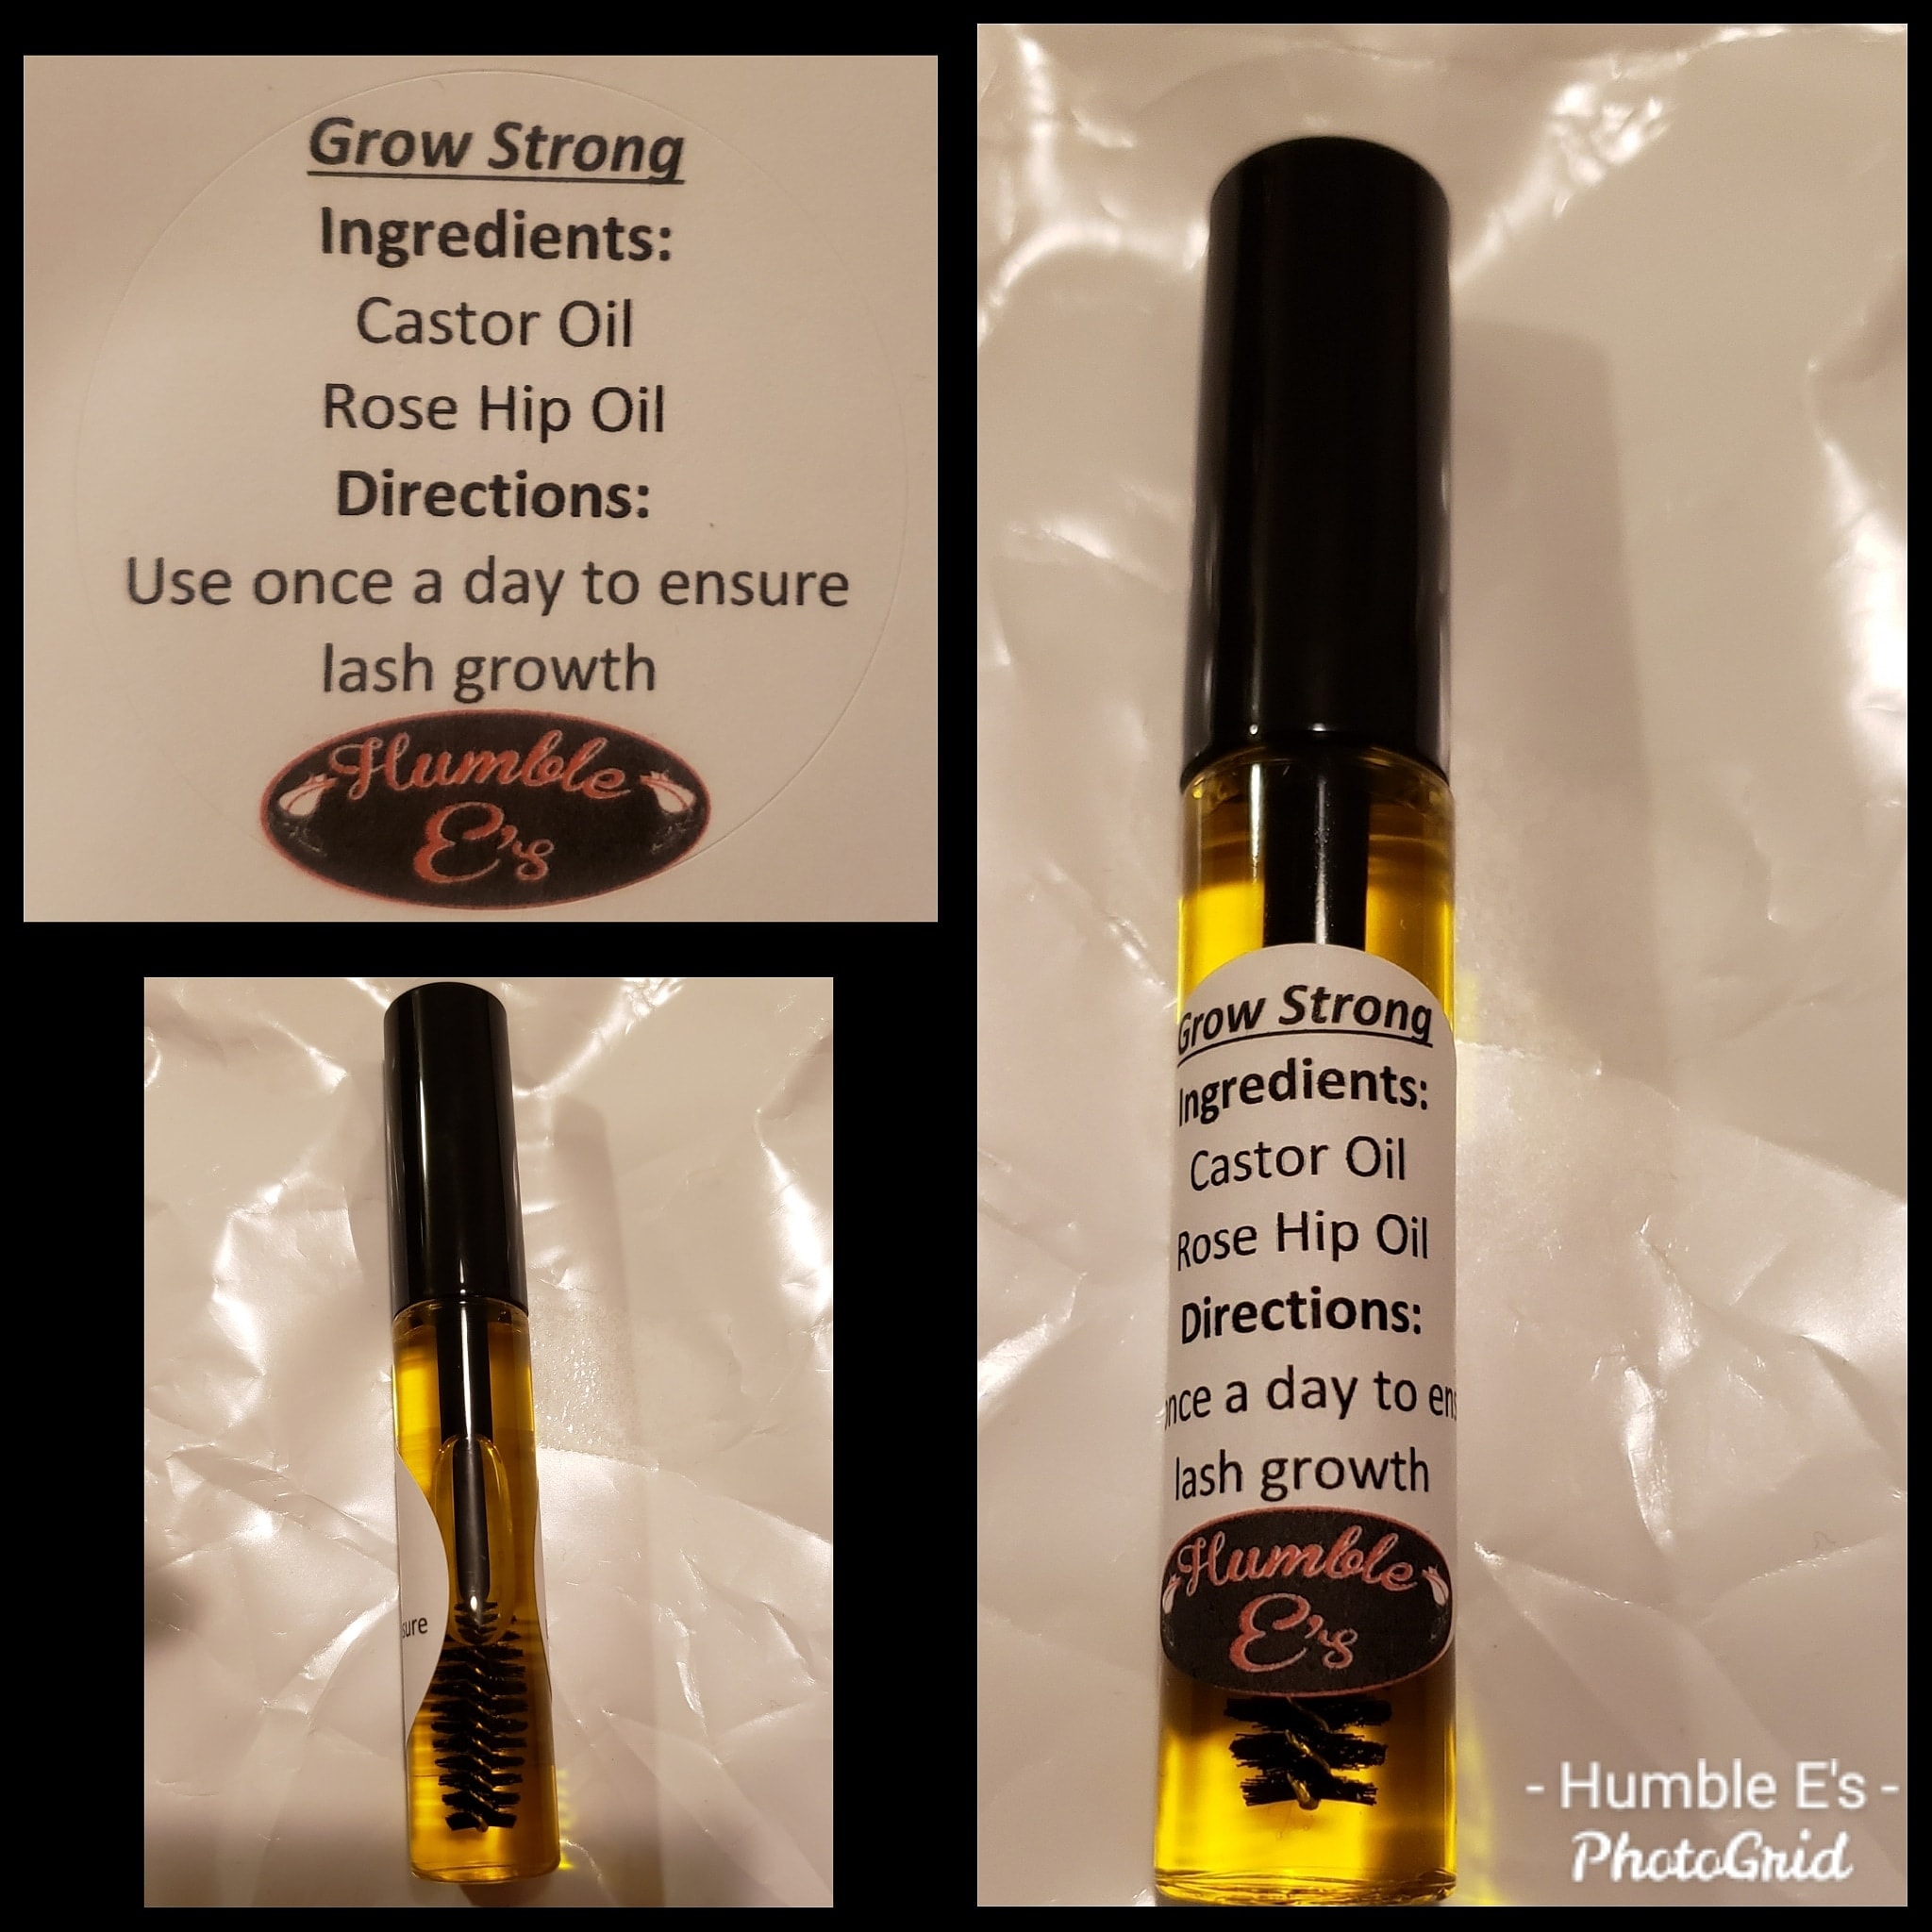 Grow Strong
Ingredients:
Castor Oil
Rose Hip Oil
Directions:
Use once a day to ensure
lash growth
Humble
E's
sure
Grow Strong
Ingredients:
Castor Oil
Rose Hip Oil
Directions:
once a day to ens
lash growth
Humble
E's
- Humble E's -
PhotoGrid